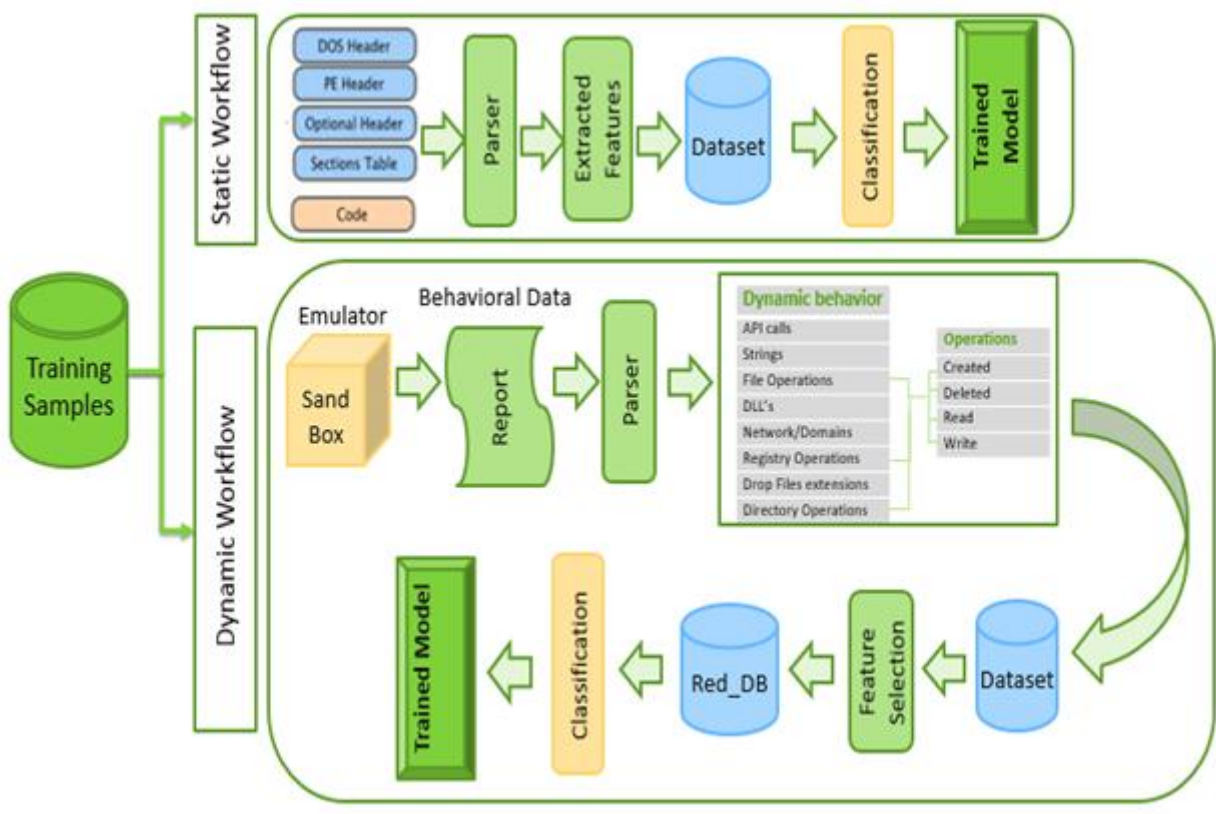 Static Workflow
DOS Header
PE Header
Optional Header
Sections Table
Code
Parser
Extracted
Features
Dataset
Classification
Trained
Model
Training
Samples
Dynamic Workflow
Emulator
Sand
Box
Behavioral Data
Report
Parser
Dynamic behavior
API calls
Strings
File Operations
DLL's
Network/Domains
Registry Operations
Drop Files extensions
Directory Operations
Operations
Created
Deleted
Read
Write
Dataset
Feature
Selection
Red_DB
Classification
Trained Model